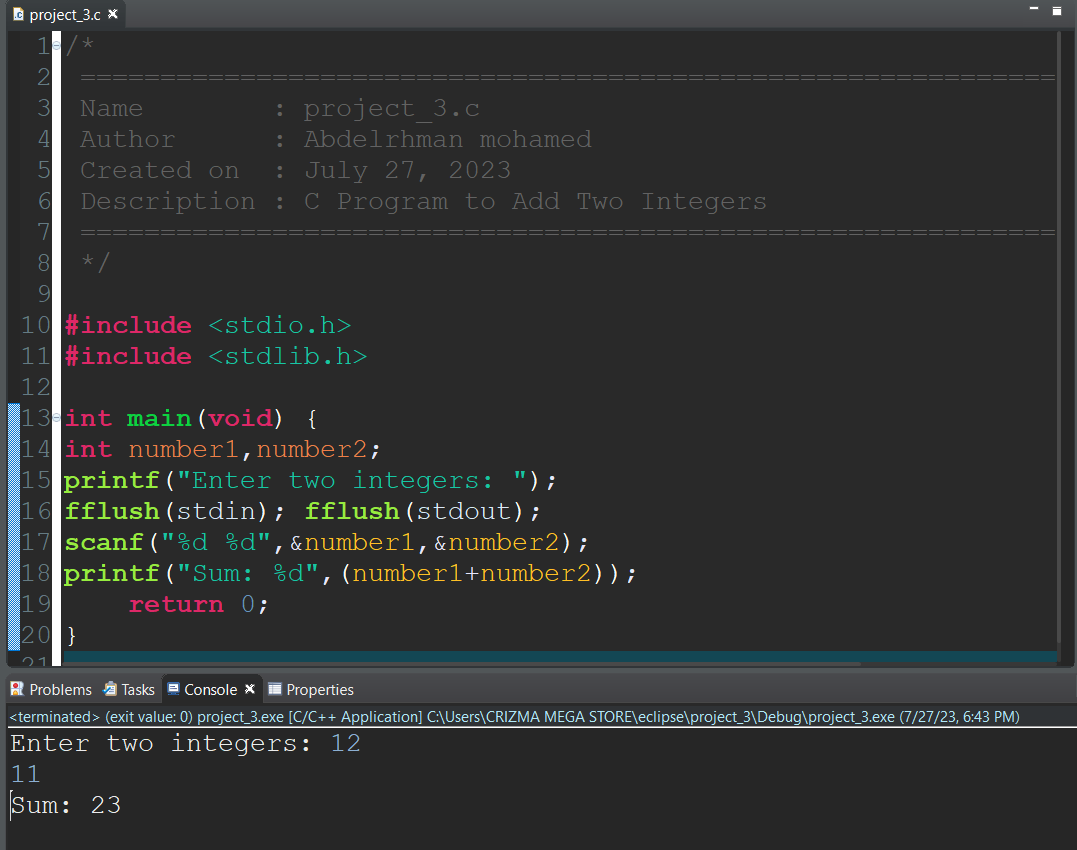 project_3.c
1 /*
2 =============================================================
3 Name        : project_3.c
4 Author      : Abdelrhman mohamed
5 Created on  : July 27, 2023
6 Description : C Program to Add Two Integers
7 =============================================================
8 */
9
10 #include <stdio.h>
11 #include <stdlib.h>
12
13 int main(void) {
14 int number1,number2;
15 printf("Enter two integers: ");
16 fflush(stdin); fflush(stdout);
17 scanf("%d %d",&number1,&number2);
18 printf("Sum: %d",(number1+number2));
19     return 0;
20 }
21
Problems Tasks Console Properties
<terminated> (exit value: 0) project_3.exe [C/C++ Application] C:\Users\CRIZMA MEGA STORE\eclipse\project_3\Debug\project_3.exe (7/27/23, 6:43 PM)
Enter two integers: 12
11
Sum: 23